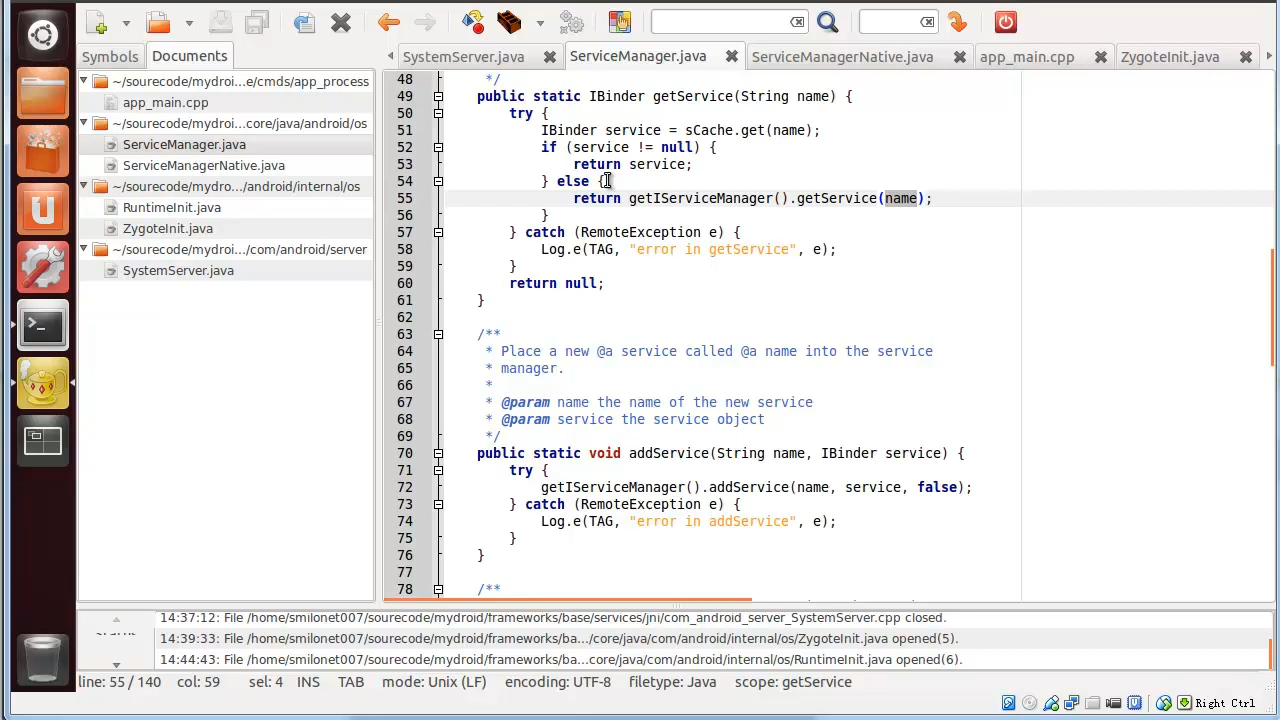 Symbols Documents
SystemServer.java ServiceManager.java ServiceManagerNative.java app_main.cpp ZygoteInit.java
~/sourecode/mydroi...e/cmds/app_process
app_main.cpp
~/sourecode/mydroi...core/java/android/os
ServiceManager.java
ServiceManagerNative.java
~/sourecode/mydro.../android/internal/os
RuntimeInit.java
ZygoteInit.java
~/sourecode/mydroi.../com/android/server
SystemServer.java
48 */
49 public static IBinder getService(String name) {
50 try {
51 IBinder service = sCache.get(name);
52 if (service != null) {
53 return service;
54 } else {
55 return getIServiceManager().getService(name);
56 }
57 } catch (RemoteException e) {
58 Log.e(TAG, "error in getService", e);
59 }
60 return null;
61 }
62
63 /**
64 * Place a new @a service called @a name into the service
65 * manager.
66 *
67 * @param name the name of the new service
68 * @param service the service object
69 */
70 public static void addService(String name, IBinder service) {
71 try {
72 getIServiceManager().addService(name, service, false);
73 } catch (RemoteException e) {
74 Log.e(TAG, "error in addService", e);
75 }
76 }
77
78 /**
14:37:12: File /home/smilonet007/sourecode/mydroid/frameworks/base/services/jni/com_android_server_SystemServer.cpp closed.
14:39:33: File /home/smilonet007/sourecode/mydroid/frameworks/ba.../core/java/com/android/internal/os/ZygoteInit.java opened(5).
14:44:43: File /home/smilonet007/sourecode/mydroid/frameworks/ba...core/java/com/android/internal/os/RuntimeInit.java opened(6).
line: 55 / 140 col: 59 sel: 4 INS TAB mode: Unix (LF) encoding: UTF-8 filetype: Java scope: getService
Right Ctrl